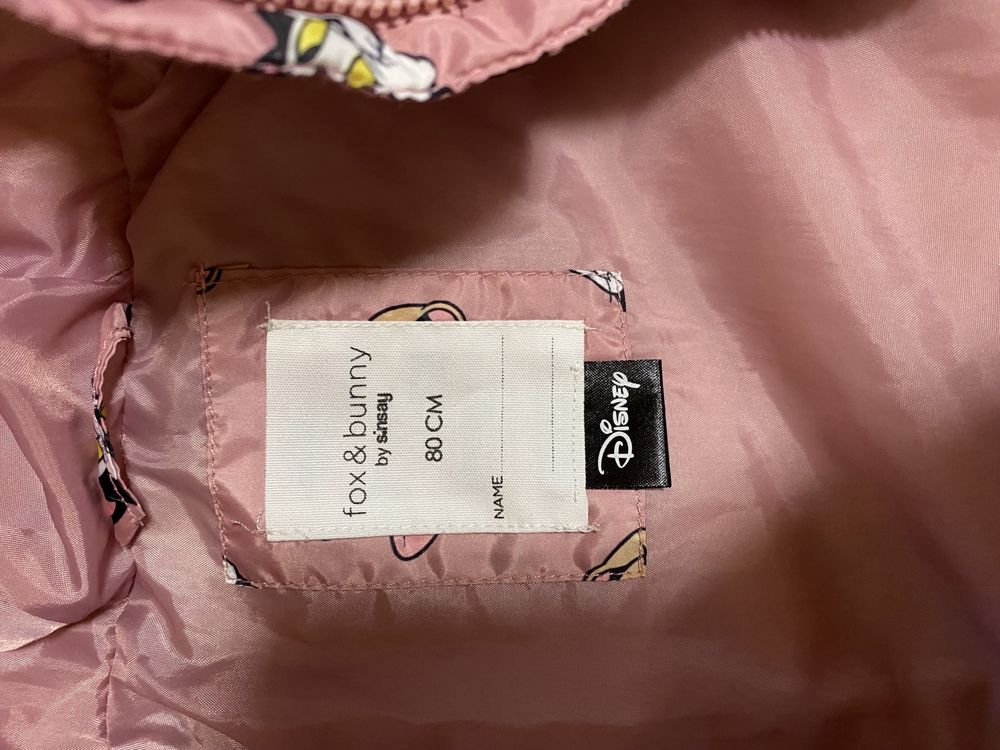 fox & bunny
by sinsay
80 CM
NAME
Disney